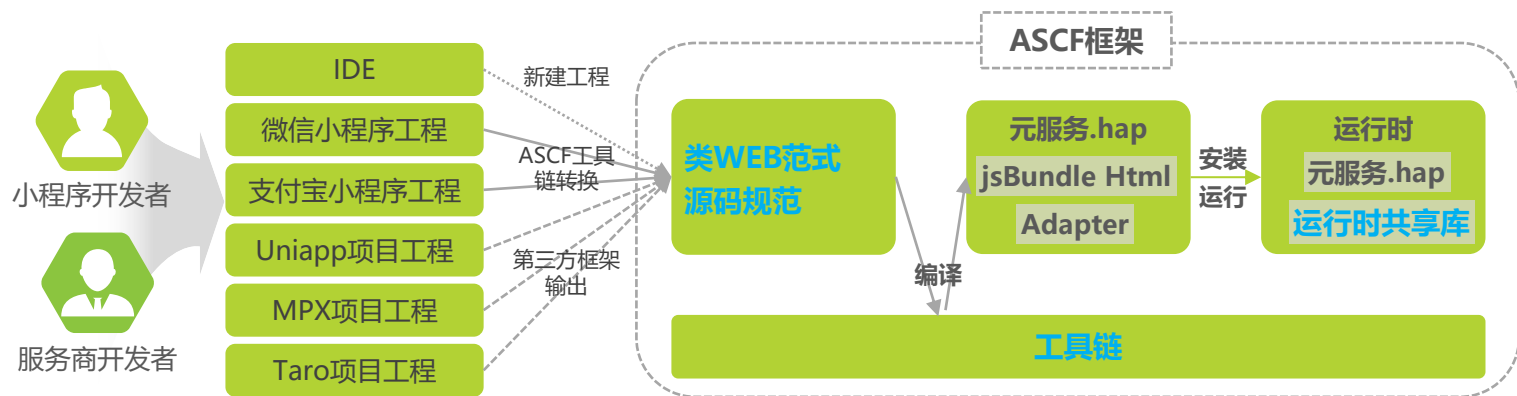 小程序开发者
服务商开发者
IDE
微信小程序工程
支付宝小程序工程
Uniapp项目工程
MPX项目工程
Taro项目工程
新建工程
ASCF工具
链转换
第三方框架
输出
ASCF框架
类WEB范式
源码规范
编译
元服务.hap
jsBundle Html
Adapter
安装
运行
运行时
元服务.hap
运行时共享库
工具链